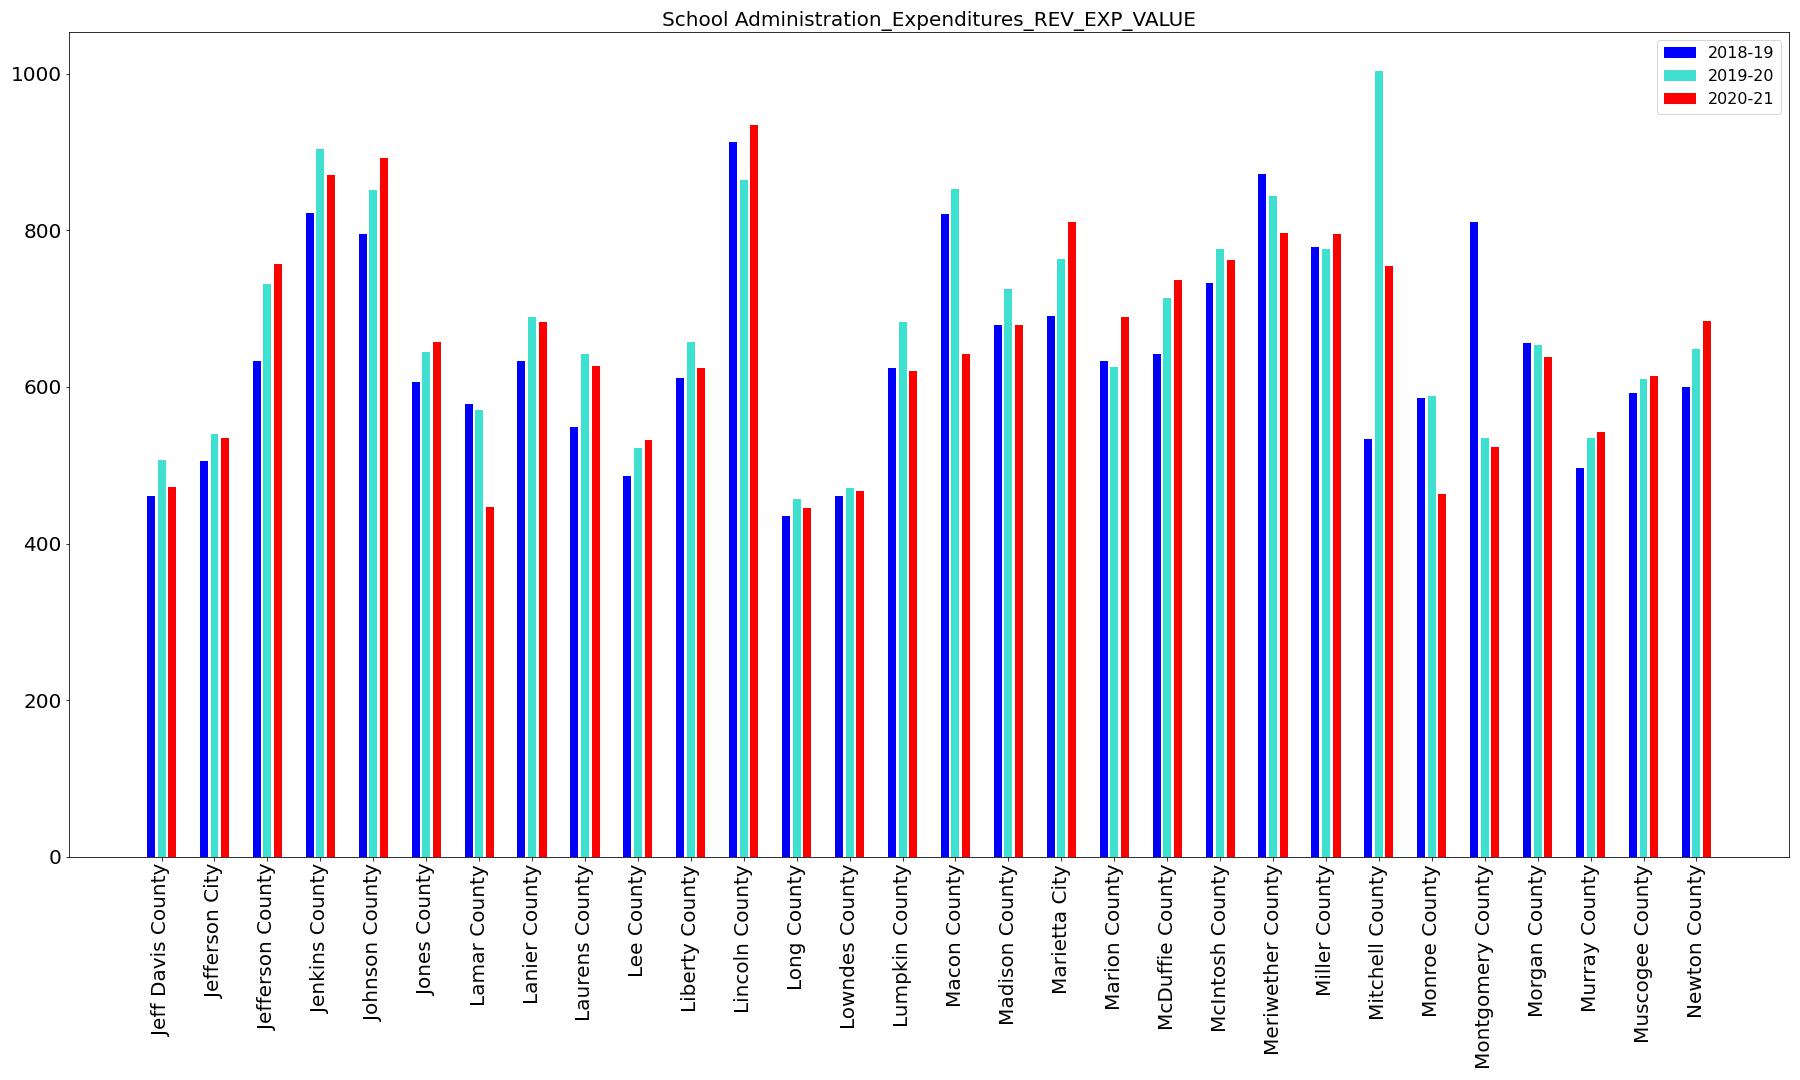 School Administration_Expenditures_REV_EXP_VALUE
2018-19
2019-20
2020-21
1000
800
600
400
200
0
Jeff Davis County
Jefferson City
Jefferson County
Jenkins County
Johnson County
Jones County
Lamar County
Lanier County
Laurens County
Lee County
Liberty County
Lincoln County
Long County
Lowndes County
Lumpkin County
Macon County
Madison County
Marietta City
Marion County
McDuffie County
McIntosh County
Meriwether County
Miller County
Mitchell County
Monroe County
Montgomery County
Morgan County
Murray County
Muscogee County
Newton County